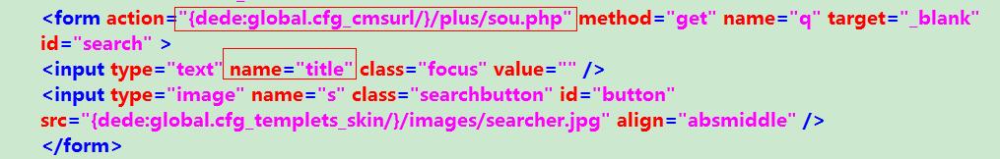 <form action="{dede:global.cfg_cmsurl/}/plus/sou.php" method="get" name="q" target="_blank"
id="search" >
<input type="text" name="title" class="focus" value="" />
<input type="image" name="s" class="searchbutton" id="button"
src="{dede:global.cfg_templets_skin/}/images/searcher.jpg" align="absmiddle" />
</form>